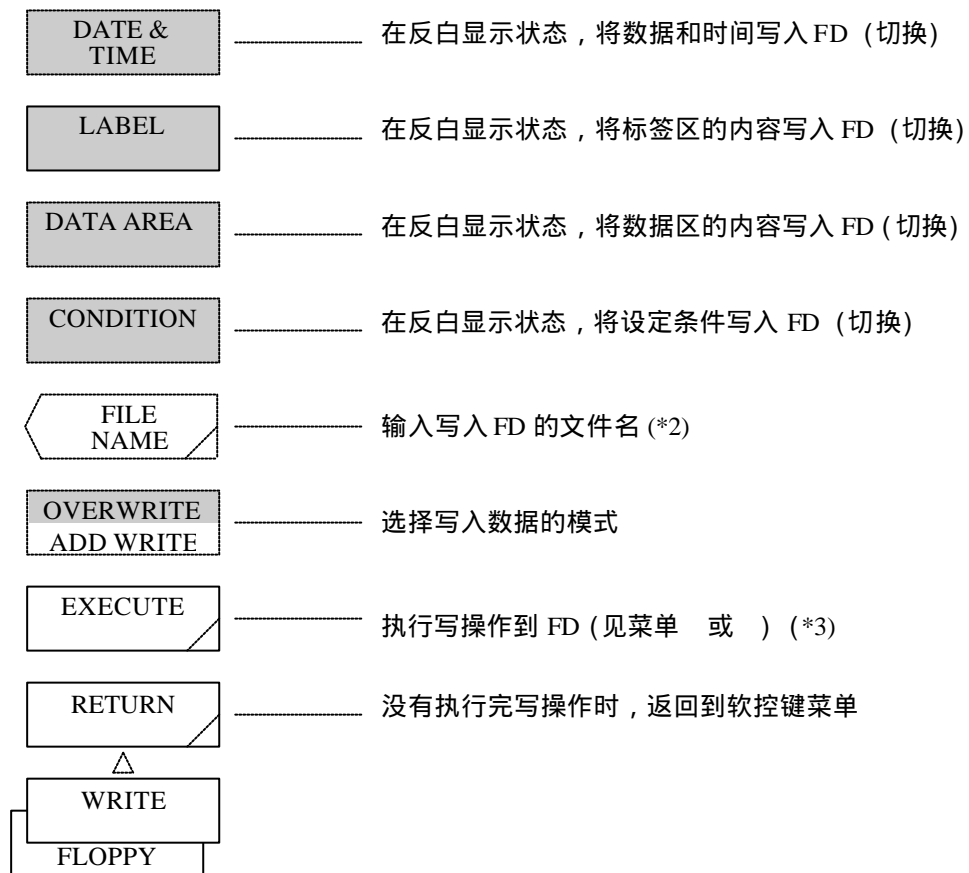 DATE &
TIME
在反白显示状态，将数据和时间写入 FD (切换)
LABEL
在反白显示状态，将标签区的内容写入 FD (切换)
DATA AREA
在反白显示状态，将数据区的内容写入 FD (切换)
CONDITION
在反白显示状态，将设定条件写入 FD (切换)
FILE
NAME
输入写入 FD 的文件名 (*2)
OVERWRITE
ADD WRITE
选择写入数据的模式
EXECUTE
执行写操作到 FD (见菜单 或 ) (*3)
RETURN
没有执行完写操作时，返回到软控键菜单
WRITE
FLOPPY